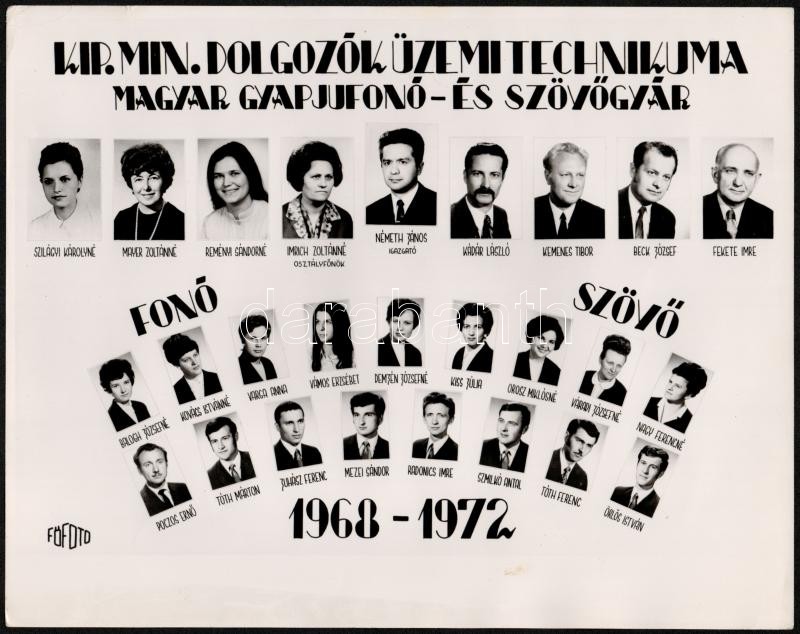 KIP. MIN. DOLGOZÓK ÜZEMI TECHNIKUMA
MAGYAR GYAPJUFONÓ - ÉS SZÖVŐGYÁR
SZILÁGYI KÁROLYNÉ MAYER ZOLTÁNNÉ REMÉNYI SÁNDORNÉ IMRICH ZOLTÁNNÉ NÉMETH JÁNOS KÁDÁR LÁSZLÓ KEMENES TIBOR BECK JÓZSEF FEKETE IMRE
OSZTÁLYFŐNÖK IGAZGATÓ
FONÓ SZÖVŐ
darabanth
BALOGH JÓZSEFNÉ KOVÁCS ISTVÁNNÉ VARGA ANNA VÁMOS ERZSÉBET DEMJÉN JÓZSEFNÉ KISS JÚLIA OROSZ MIKLÓSNÉ VÁRADI JÓZSEFNÉ NAGY FERENCNÉ
POCZOS ERNŐ TÓTH MÁRTON JUHÁSZ FERENC MEZEI SÁNDOR RADONICS IMRE SZMILKÓ ANTAL TÓTH FERENC ÖRLŐS ISTVÁN
1968 - 1972
FŐFOTO